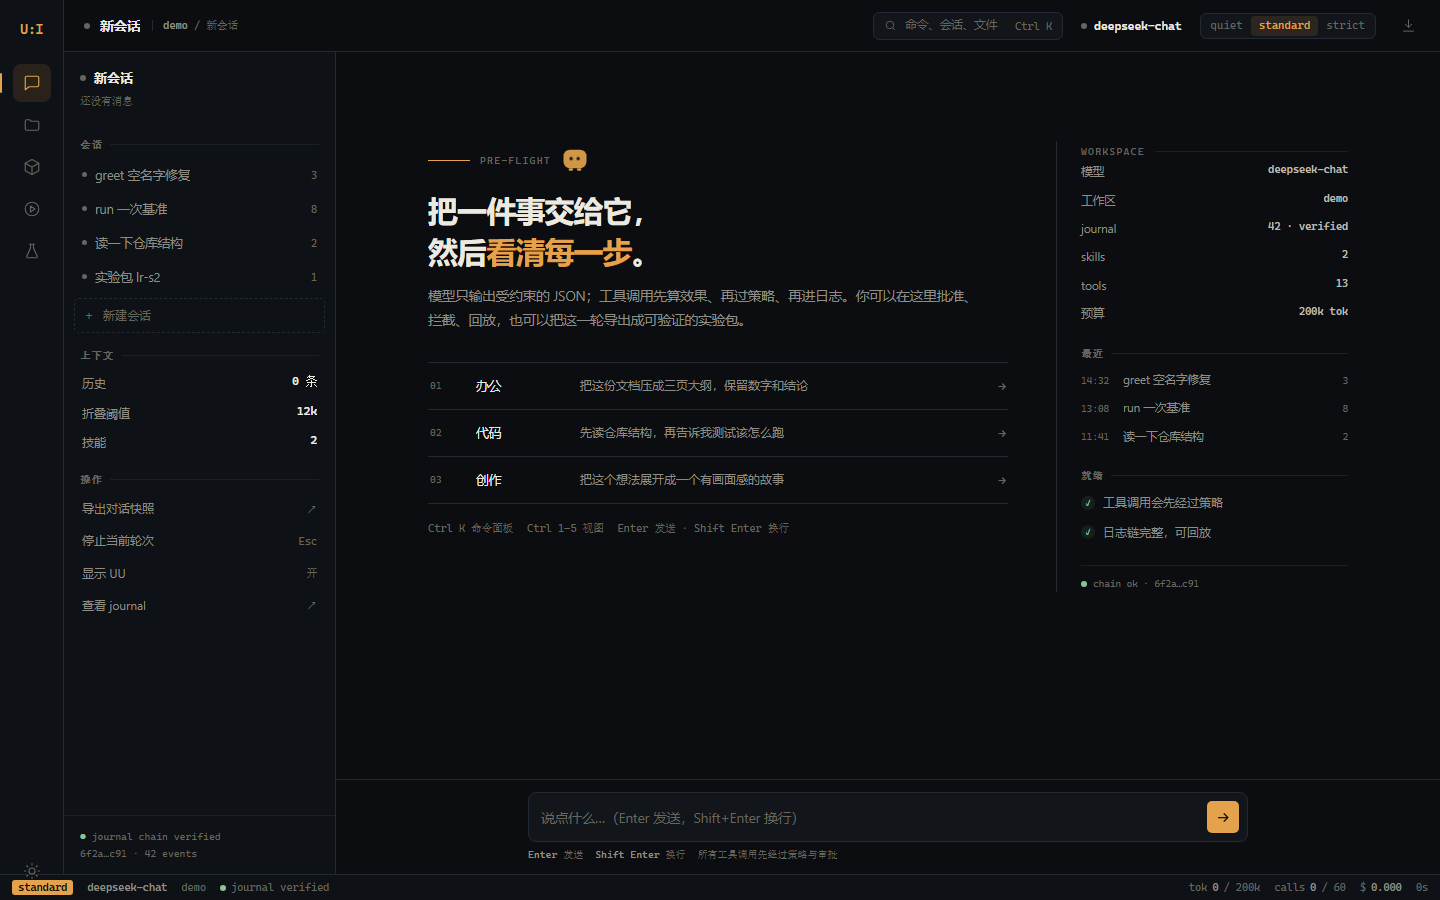 U:I
新会话
demo / 新会话
命令、会话、文件 Ctrl K
deepseek-chat
quiet standard strict
新会话
还没有消息
会话
greet 空名字修复 3
run 一次基准 8
读一下仓库结构 2
实验包 lr-s2 1
+ 新建会话
上下文
历史 0 条
折叠阈值 12k
技能 2
操作
导出对话快照 ↗
停止当前轮次 Esc
显示 UU 开
查看 journal ↗
journal chain verified
6f2a…c91 · 42 events
PRE-FLIGHT
把一件事交给它，
然后看清每一步。
模型只输出受约束的 JSON；工具调用先算效果、再过策略、再进日志。你可以在这里批准、
拦截、回放，也可以把这一轮导出成可验证的实验包。
01 办公 把这份文档压成三页大纲，保留数字和结论 →
02 代码 先读仓库结构，再告诉我测试该怎么跑 →
03 创作 把这个想法展开成一个有画面感的故事 →
Ctrl K 命令面板 Ctrl 1–5 视图 Enter 发送 · Shift Enter 换行
WORKSPACE
模型 deepseek-chat
工作区 demo
journal 42 · verified
skills 2
tools 13
预算 200k tok
最近
14:32 greet 空名字修复 3
13:08 run 一次基准 8
11:41 读一下仓库结构 2
就绪
✓ 工具调用会先经过策略
✓ 日志链完整，可回放
chain ok · 6f2a…c91
说点什么…（Enter 发送，Shift+Enter 换行） →
Enter 发送 Shift Enter 换行 所有工具调用先经过策略与审批
standard deepseek-chat demo journal verified
tok 0 / 200k calls 0 / 60 $ 0.000 0s